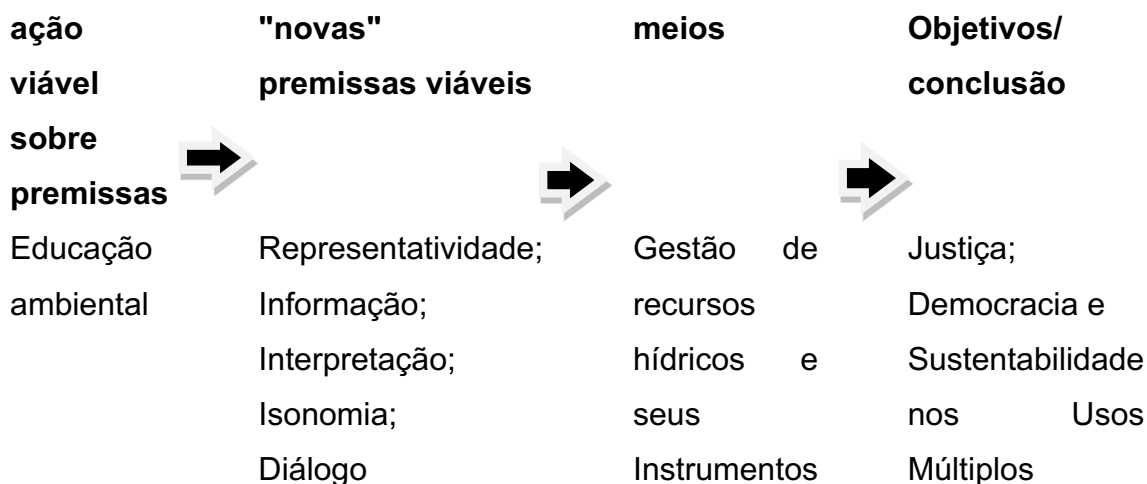 ação
viável
sobre
premissas
"novas"
premissas viáveis
meios
Objetivos/
conclusão
Educação
ambiental
Representatividade;
Informação;
Interpretação;
Isonomia;
Diálogo
Gestão de
recursos
hídricos e
seus
Instrumentos
Justiça;
Democracia e
Sustentabilidade
nos Usos
Múltiplos